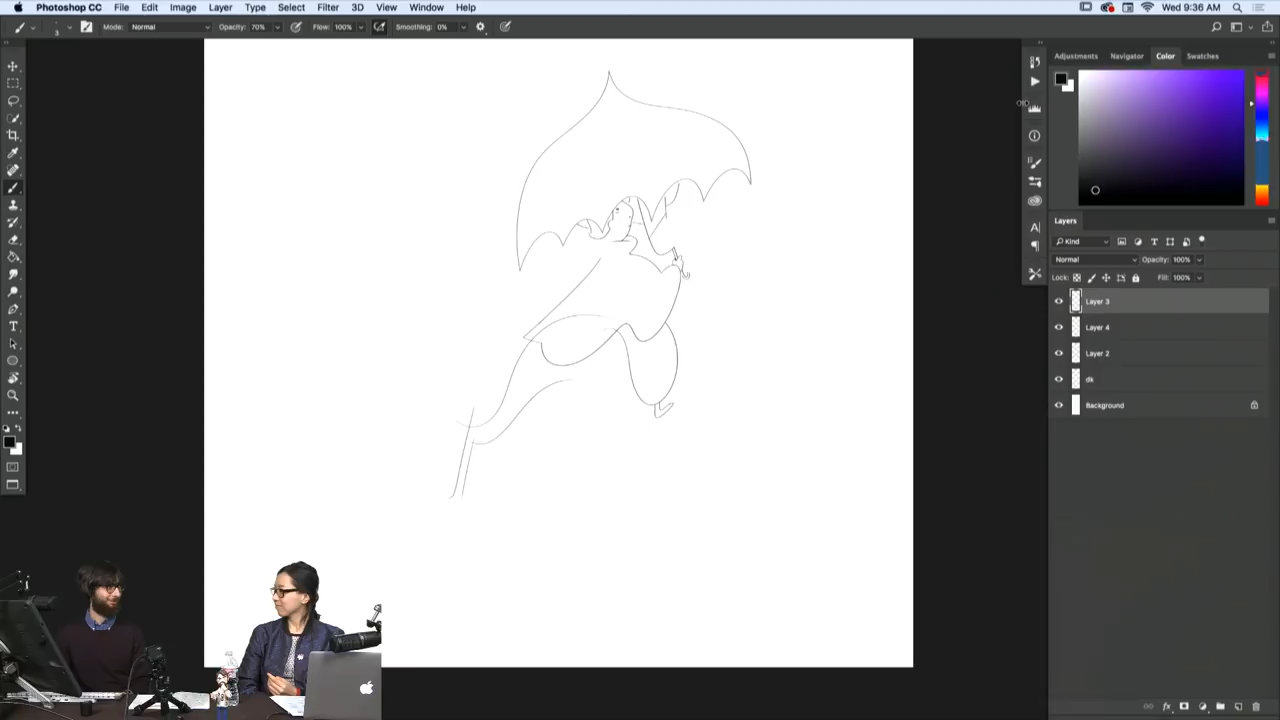 Photoshop CC File Edit Image Layer Type Select Filter 3D View Window Help Wed 9:36 AM
3 Mode: Normal Opacity: 70% Flow: 100% Smoothing: 0%
Adjustments Navigator Color Swatches
Layers
Kind
Normal Opacity: 100%
Lock: Fill: 100%
Layer 3
Layer 4
Layer 2
dk
Background